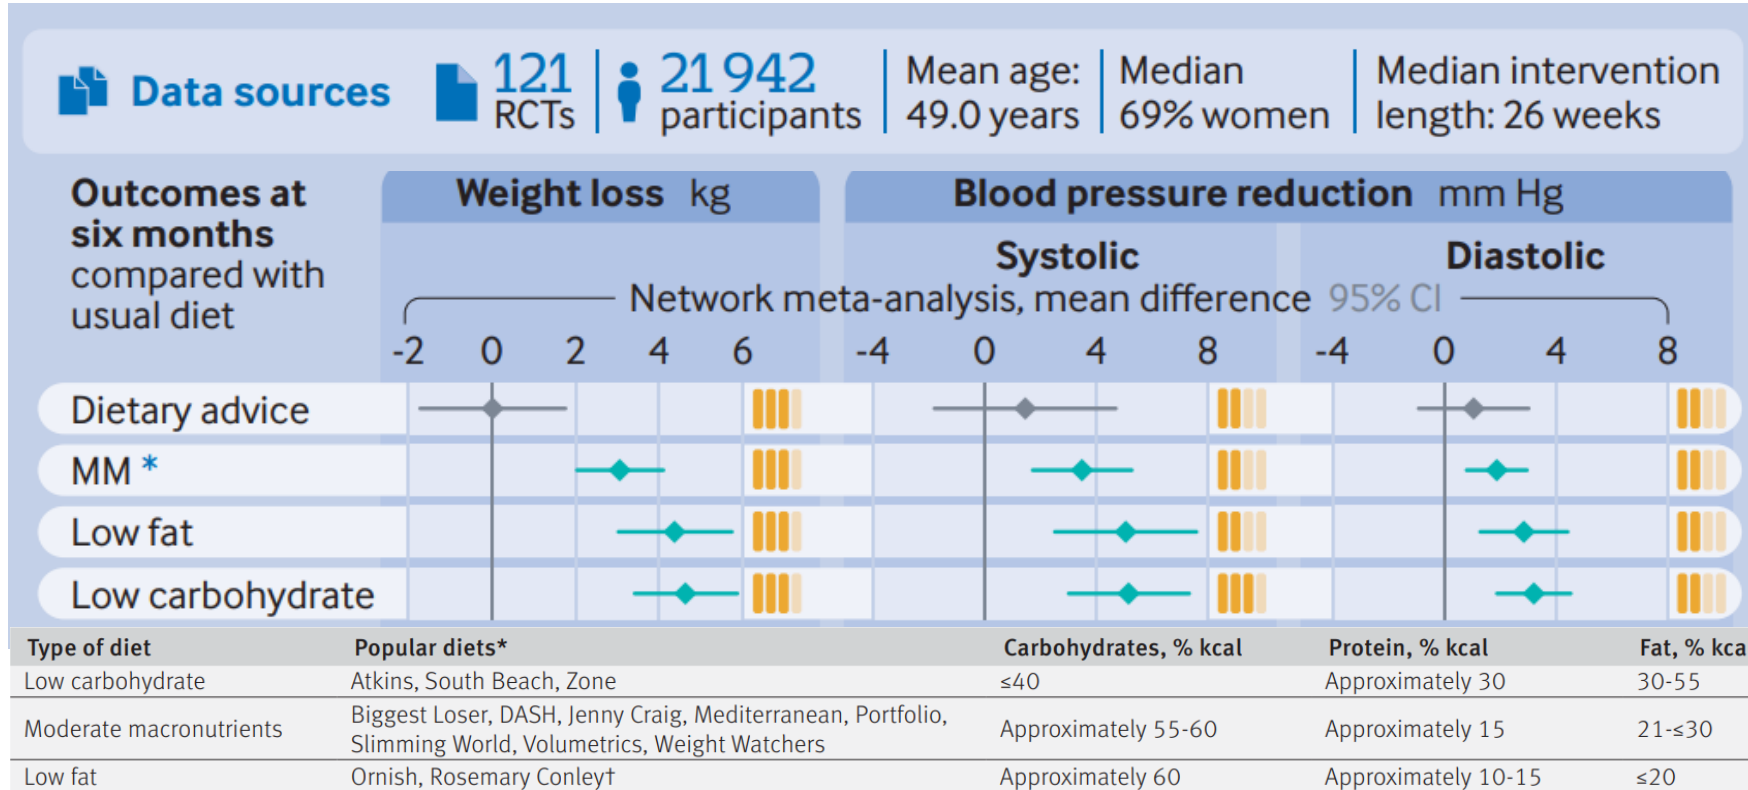 Data sources
121
RCTs
21 942
participants
Mean age:
49.0 years
Median
69% women
Median intervention
length: 26 weeks
Outcomes at
six months
compared with
usual diet
Weight loss kg
Blood pressure reduction mm Hg
Systolic
Diastolic
Network meta-analysis, mean difference 95% CI
-2 0 2 4 6 -4 0 4 8 -4 0 4 8
Dietary advice
MM *
Low fat
Low carbohydrate
Type of diet Popular diets* Carbohydrates, % kcal Protein, % kcal Fat, % kca
Low carbohydrate Atkins, South Beach, Zone ≤40 Approximately 30 30-55
Moderate macronutrients Biggest Loser, DASH, Jenny Craig, Mediterranean, Portfolio, Approximately 55-60 Approximately 15 21-≤30
Slimming World, Volumetrics, Weight Watchers
Low fat Ornish, Rosemary Conley† Approximately 60 Approximately 10-15 ≤20